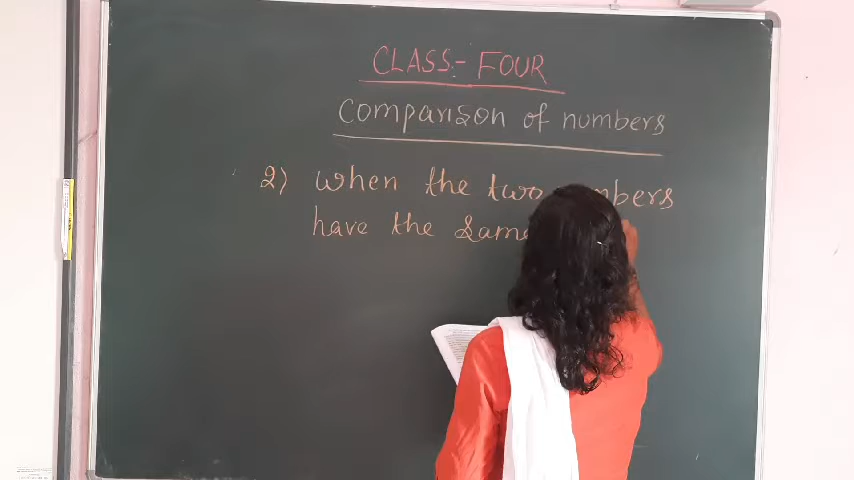 CLASS:- FOUR
Comparison of numbers
2) When the two numbers
have the same